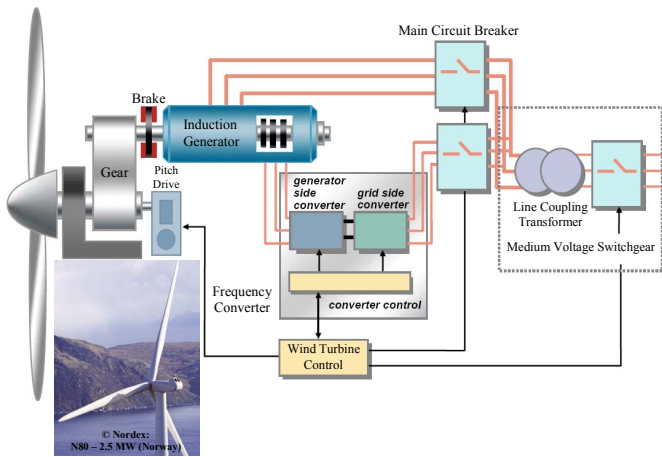 Main Circuit Breaker
Brake
Induction
Generator
Gear
Pitch
Drive
generator
side
converter
grid side
converter
Line Coupling
Transformer
Medium Voltage Switchgear
Frequency
Converter
converter control
Wind Turbine
Control
© Nordex:
N80 – 2.5 MW (Norway)